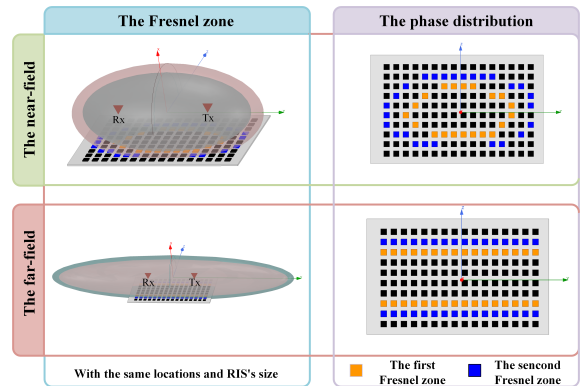 The Fresnel zone
The phase distribution
The near-field
Rx
Tx
The far-field
Rx
Tx
With the same locations and RIS's size
The first
Fresnel zone
The sencond
Fresnel zone